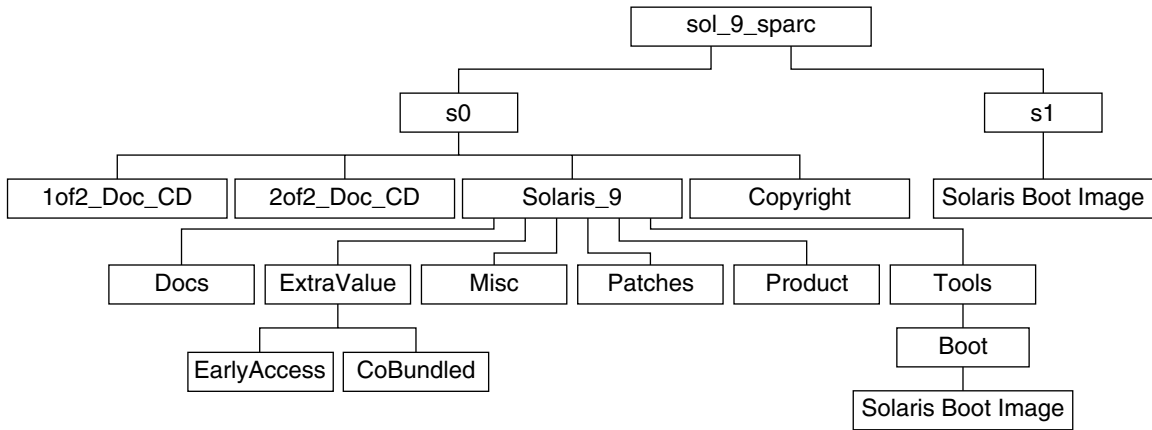 sol_9_sparc
s0
s1
1of2_Doc_CD
2of2_Doc_CD
Solaris_9
Copyright
Solaris Boot Image
Docs
ExtraValue
Misc
Patches
Product
Tools
EarlyAccess
CoBundled
Boot
Solaris Boot Image